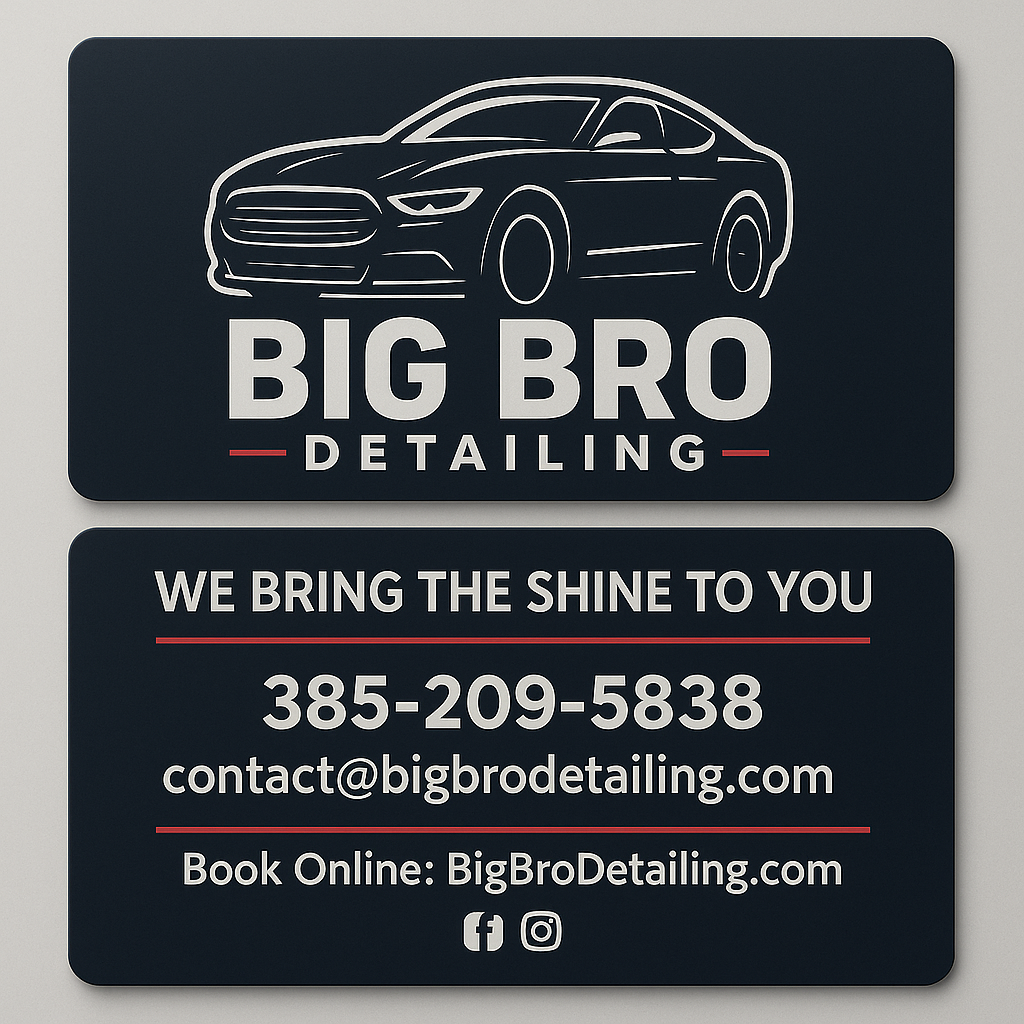 BIG BRO
DETAILING
WE BRING THE SHINE TO YOU
385-209-5838
contact@bigbrodetailing.com
Book Online: BigBroDetailing.com